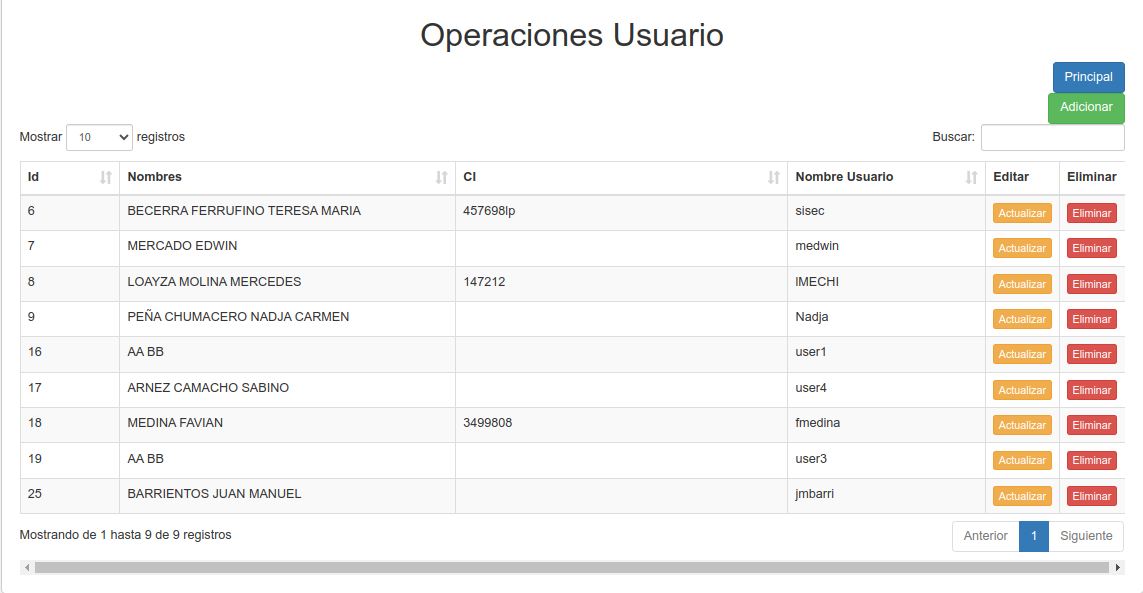 Operaciones Usuario
Principal
Adicionar
Mostrar 10 registros Buscar:
Id Nombres CI Nombre Usuario Editar Eliminar
6 BECERRA FERRUFINO TERESA MARIA 457698lp sisec Actualizar Eliminar
7 MERCADO EDWIN medwin Actualizar Eliminar
8 LOAYZA MOLINA MERCEDES 147212 IMECHI Actualizar Eliminar
9 PEÑA CHUMACERO NADJA CARMEN Nadja Actualizar Eliminar
16 AA BB user1 Actualizar Eliminar
17 ARNEZ CAMACHO SABINO user4 Actualizar Eliminar
18 MEDINA FAVIAN 3499808 fmedina Actualizar Eliminar
19 AA BB user3 Actualizar Eliminar
25 BARRIENTOS JUAN MANUEL jmbarri Actualizar Eliminar
Mostrando de 1 hasta 9 de 9 registros Anterior 1 Siguiente